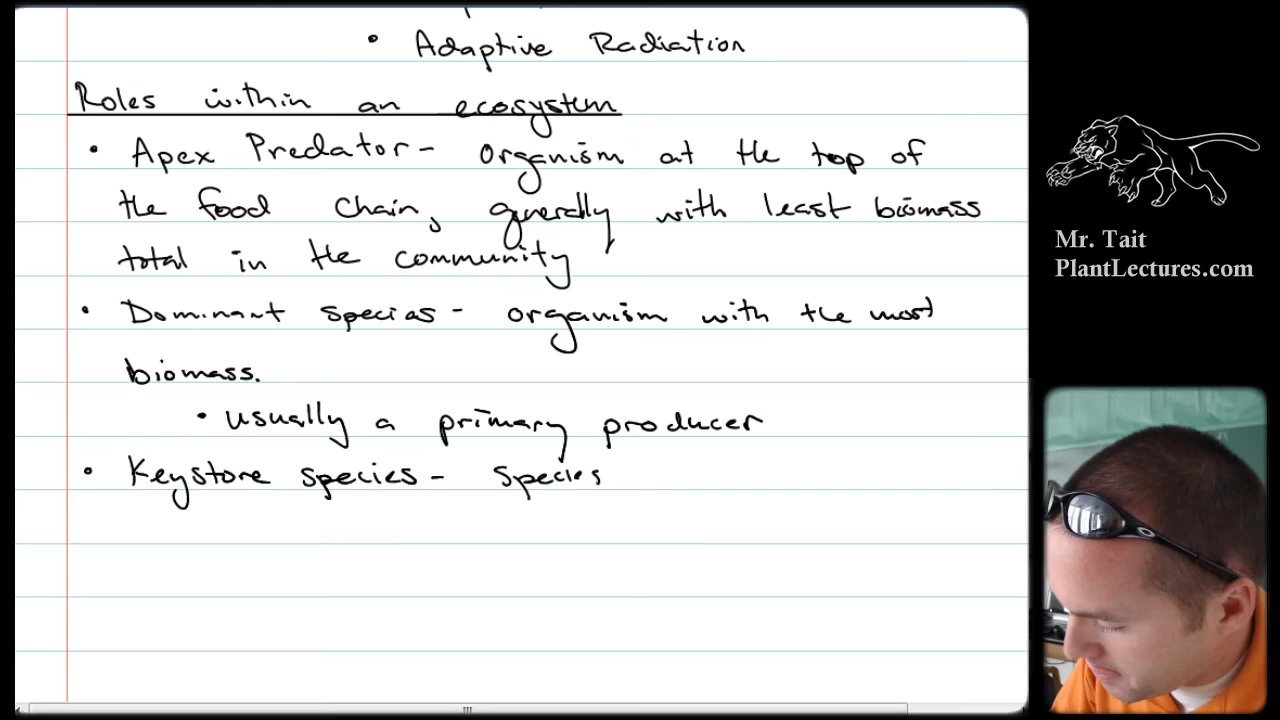 • Adaptive Radiation
Roles within an ecosystem
• Apex Predator - organism at the top of
the food chain, generally with least biomass
total in the community
• Dominant species - organism with the most
biomass.
• usually a primary producer
• Keystone species - species
Mr. Tait
PlantLectures.com